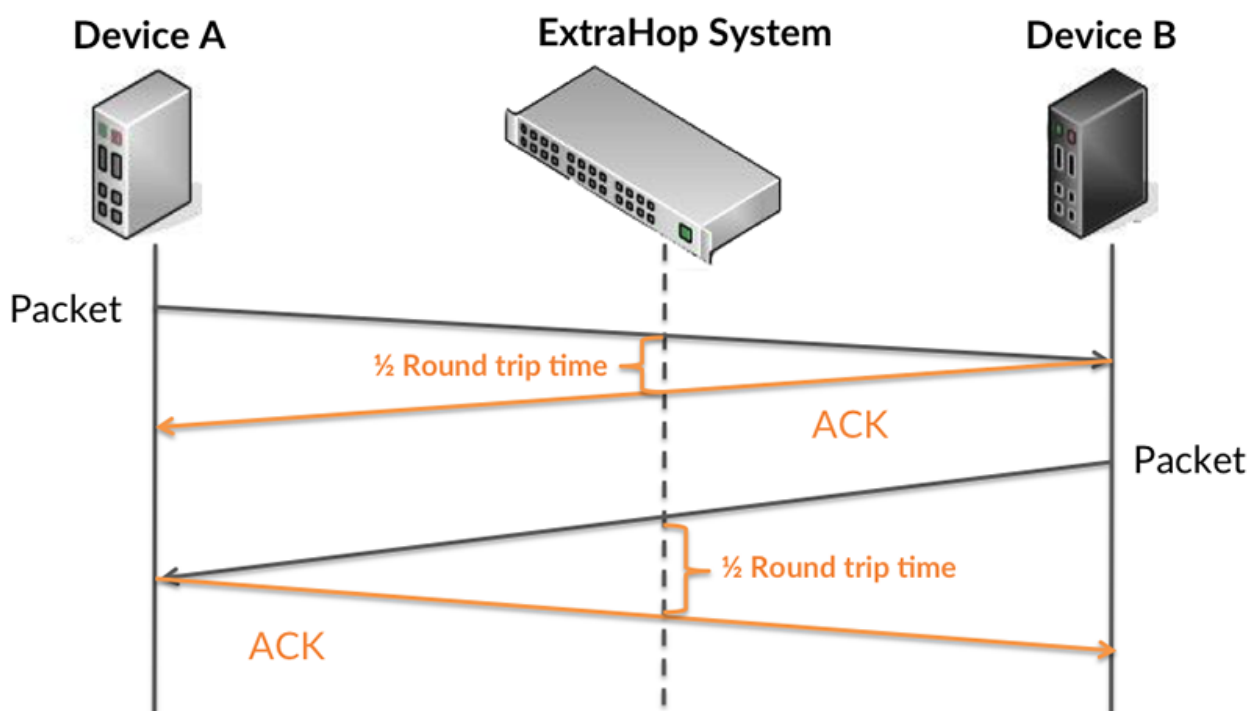 Device A
ExtraHop System
Device B
Packet
½ Round trip time
ACK
Packet
½ Round trip time
ACK